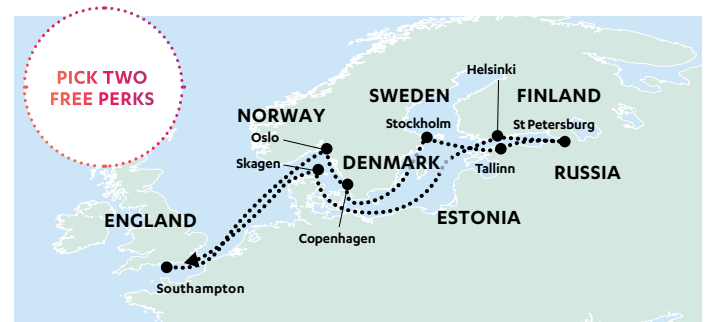 PICK TWO
FREE PERKS
Helsinki
SWEDEN
FINLAND
NORWAY
Stockholm
St Petersburg
Oslo
Skagen
DENMARK
Tallinn
RUSSIA
ENGLAND
ESTONIA
Copenhagen
Southampton